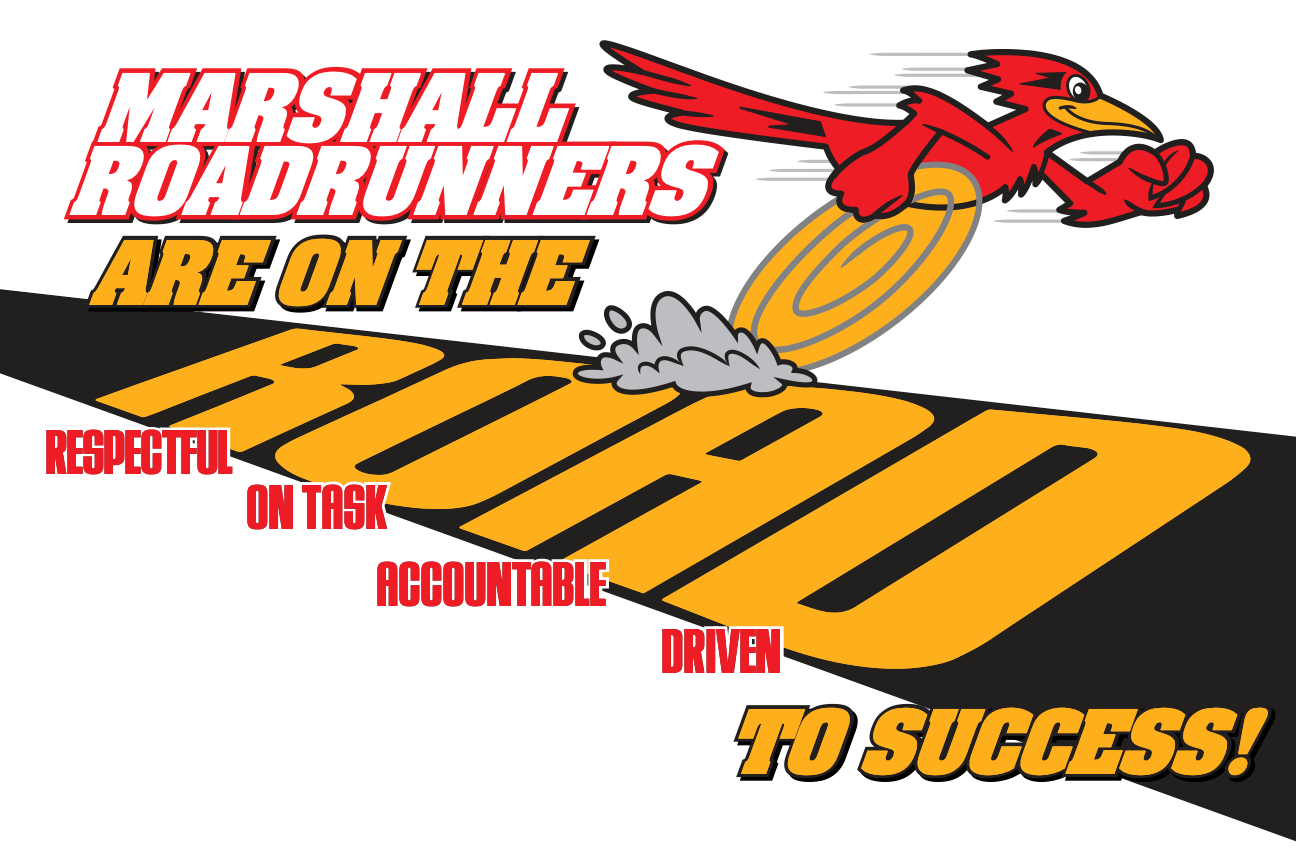 MARSHALL
ROADRUNNERS
ARE ON THE
ROAD
RESPECTFUL
ON TASK
ACCOUNTABLE
DRIVEN
TO SUCCESS!